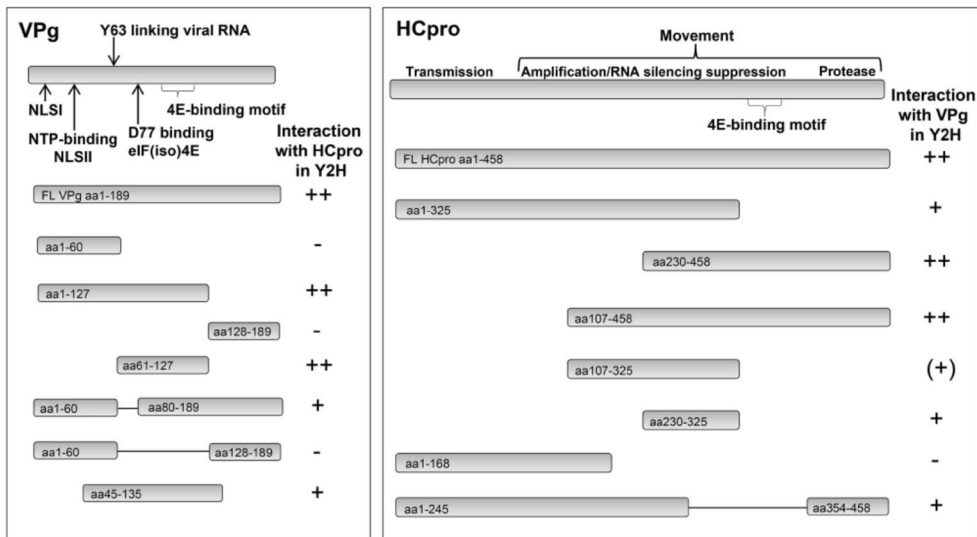 VPg
Y63 linking viral RNA
NLSI
NTP-binding
NLSII
D77 binding
eIF(iso)4E
4E-binding motif
Interaction
with HCpro
in Y2H
FL VPg aa1-189
++
aa1-60
-
aa1-127
++
aa128-189
-
aa61-127
++
aa1-60 aa80-189
+
aa1-60 aa128-189
-
aa45-135
+
HCpro
Movement
Transmission Amplification/RNA silencing suppression Protease
4E-binding motif
Interaction
with VPg
in Y2H
FL HCpro aa1-458
++
aa1-325
+
aa230-458
++
aa107-458
++
aa107-325
(+)
aa230-325
+
aa1-168
-
aa1-245 aa354-458
+